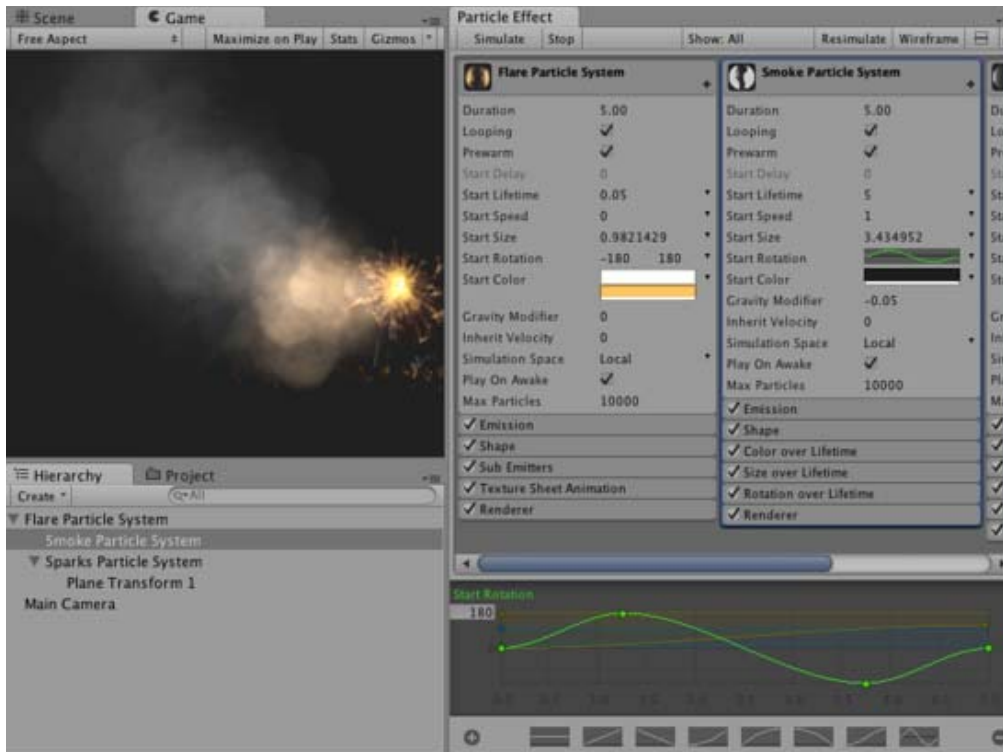 Scene
Game
Free Aspect
Maximize on Play Stats Gizmos
Hierarchy
Project
Create
All
Flare Particle System
Smoke Particle System
Sparks Particle System
Plane Transform 1
Main Camera
Particle Effect
Simulate Stop Show: All Resimulate Wireframe
Flare Particle System
Duration 5.00
Looping
Prewarm
Start Delay 0
Start Lifetime 0.05
Start Speed 0
Start Size 0.9821429
Start Rotation -180 180
Start Color
Gravity Modifier 0
Inherit Velocity 0
Simulation Space Local
Play On Awake
Max Particles 10000
Emission
Shape
Sub Emitters
Texture Sheet Animation
Renderer
Smoke Particle System
Duration 5.00
Looping
Prewarm
Start Delay 0
Start Lifetime 5
Start Speed 1
Start Size 3.434952
Start Rotation
Start Color
Gravity Modifier -0.05
Inherit Velocity 0
Simulation Space Local
Play On Awake
Max Particles 10000
Emission
Shape
Color over Lifetime
Size over Lifetime
Rotation over Lifetime
Renderer
Start Rotation
180